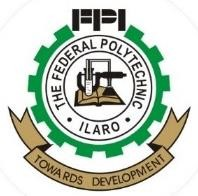 FPI
THE FEDERAL POLYTECHNIC
· ILARO ·
TOWARDS DEVELOPMENT